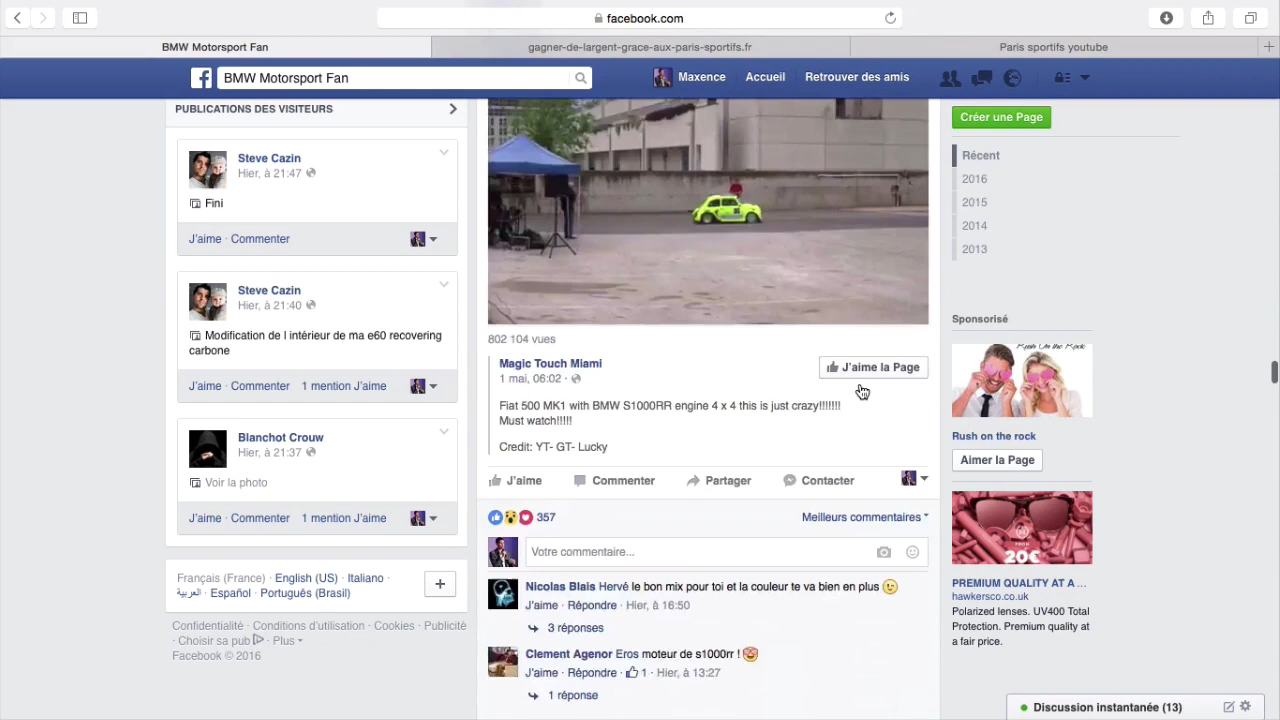 facebook.com
BMW Motorsport Fan
gagner-de-largent-grace-aux-paris-sportifs.fr
Paris sportifs youtube
BMW Motorsport Fan
Maxence
Accueil
Retrouver des amis
PUBLICATIONS DES VISITEURS
Steve Cazin
Hier, à 21:47
Fini
J'aime · Commenter
Steve Cazin
Hier, à 21:40
Modification de l intérieur de ma e60 recovering
carbone
J'aime · Commenter 1 mention J'aime
Blanchot Crouw
Hier, à 21:37
Voir la photo
J'aime · Commenter 1 mention J'aime
Français (France) · English (US) · Italiano ·
العربية · Español · Português (Brasil)
Confidentialité · Conditions d'utilisation · Cookies · Publicité
· Choisir sa pub · Plus
Facebook © 2016
802 104 vues
Magic Touch Miami
1 mai, 06:02 ·
J'aime la Page
Fiat 500 MK1 with BMW S1000RR engine 4 x 4 this is just crazy!!!!!!!
Must watch!!!!!
Credit: YT- GT- Lucky
J'aime
Commenter
Partager
Contacter
357
Meilleurs commentaires
Votre commentaire...
Nicolas Blais Hervé le bon mix pour toi et la couleur te va bien en plus 😉
J'aime · Répondre · Hier, à 16:50
3 réponses
Clement Agenor Eros moteur de s1000rr ! 😍
J'aime · Répondre · 1 · Hier, à 13:27
1 réponse
Créer une Page
Récent
2016
2015
2014
2013
Sponsorisé
Rush On the Rock
Rush on the rock
Aimer la Page
FROM
20€
PREMIUM QUALITY AT A ...
hawkersco.co.uk
Polarized lenses. UV400 Total
Protection. Premium quality at
a fair price.
Discussion instantanée (13)